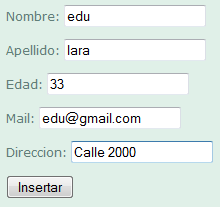 Nombre: edu
Apellido: lara
Edad: 33
Mail: edu@gmail.com
Direccion: Calle 2000
Insertar